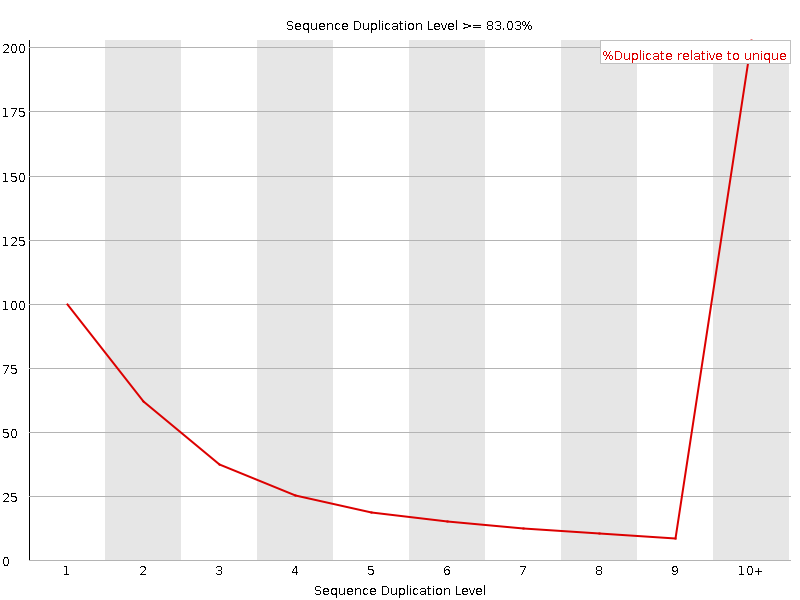 Sequence Duplication Level >= 83.03%
%Duplicate relative to unique
200
175
150
125
100
75
50
25
0
1 2 3 4 5 6 7 8 9 10+
Sequence Duplication Level